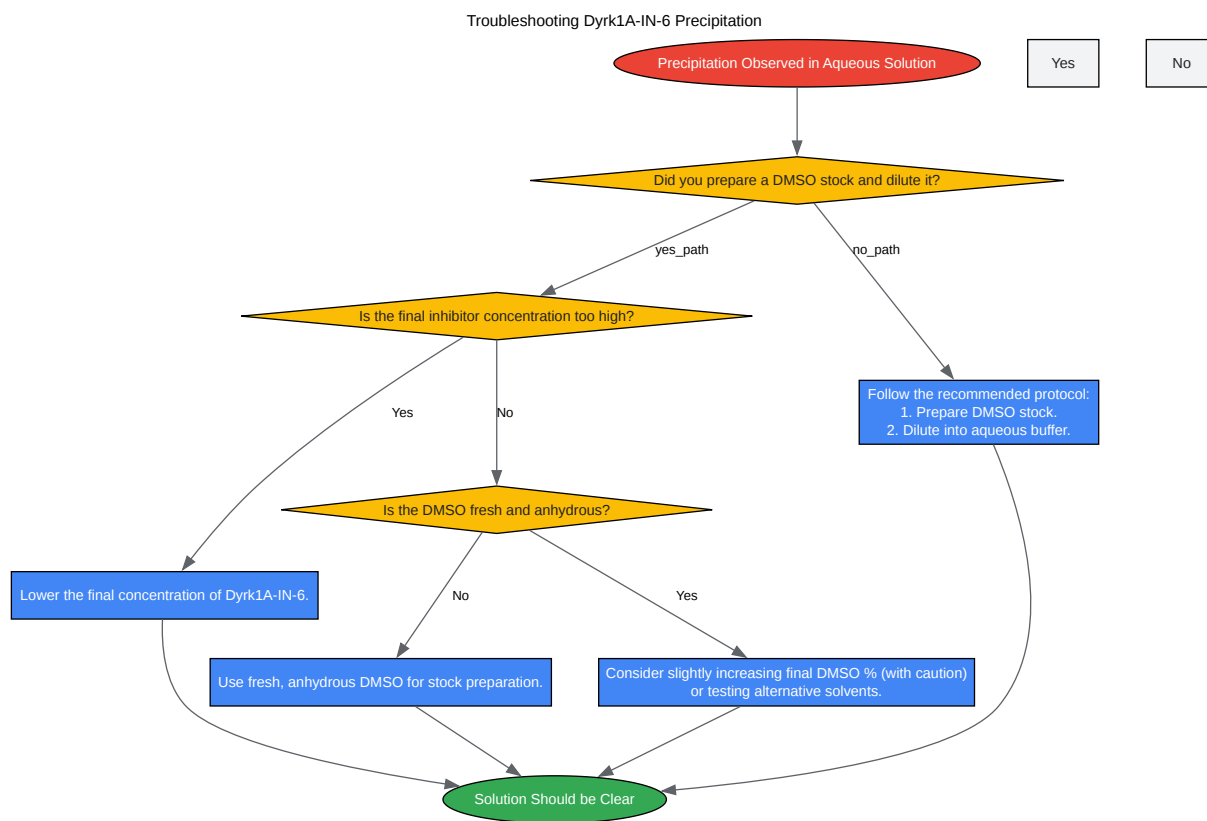 Troubleshooting Dyrk1A-IN-6 Precipitation
Precipitation Observed in Aqueous Solution
Yes
No
Did you prepare a DMSO stock and dilute it?
yes_path
no_path
Is the final inhibitor concentration too high?
Follow the recommended protocol:
1. Prepare DMSO stock.
2. Dilute into aqueous buffer.
Yes
No
Is the DMSO fresh and anhydrous?
Lower the final concentration of Dyrk1A-IN-6.
No
Yes
Use fresh, anhydrous DMSO for stock preparation.
Consider slightly increasing final DMSO % (with caution)
or testing alternative solvents.
Solution Should be Clear